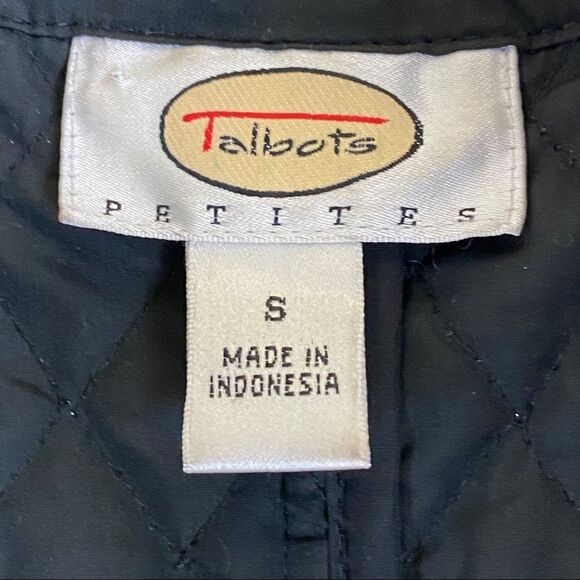 Talbots
PETITES
S
MADE IN
INDONESIA